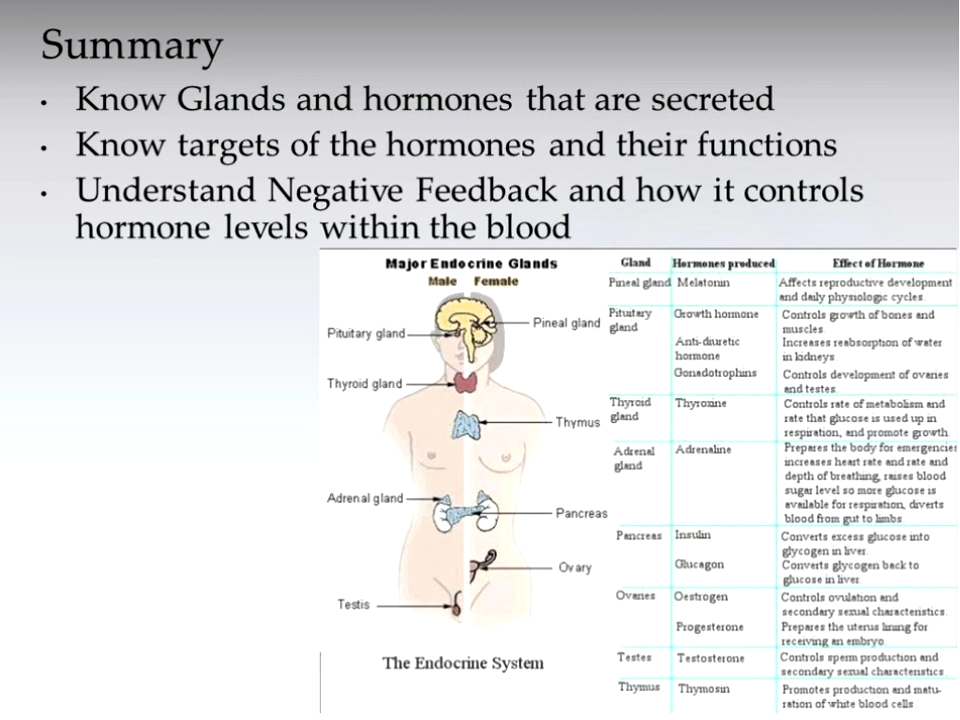 Summary
• Know Glands and hormones that are secreted
• Know targets of the hormones and their functions
• Understand Negative Feedback and how it controls
hormone levels within the blood
Major Endocrine Glands
Male Female
Pituitary gland
Pineal gland
Thyroid gland
Thymus
Adrenal gland
Pancreas
Ovary
Testis
The Endocrine System
Gland Hormones produced Effect of Hormone
Pineal gland Melatonin Affects reproductive development
and daily physiologic cycles.
Pituitary Growth hormone Controls growth of bones and
gland muscles
Anti-diuretic Increases reabsorption of water
hormone in kidneys
Gonadotrophins Controls development of ovaries
and testes.
Thyroid Thyroxine Controls rate of metabolism and
gland rate that glucose is used up in
respiration, and promote growth.
Adrenal Adrenaline Prepares the body for emergencies
gland increases heart rate and rate and
depth of breathing, raises blood
sugar level so more glucose is
available for respiration, diverts
blood from gut to limbs
Pancreas Insulin Converts excess glucose into
glycogen in liver.
Glucagon Converts glycogen back to
glucose in liver.
Ovaries Oestrogen Controls ovulation and
secondary sexual characteristics.
Progesterone Prepares the uterus lining for
receiving an embryo.
Testes Testosterone Controls sperm production and
secondary sexual characteristics
Thymus Thymosin Promotes production and matu-
ration of white blood cells